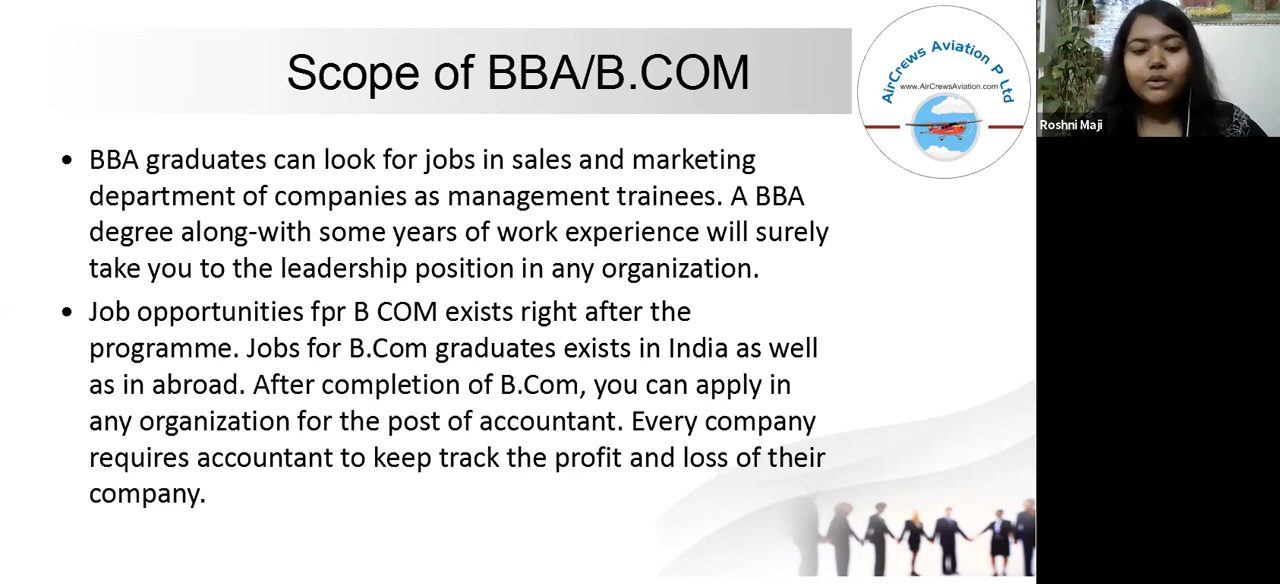 Scope of BBA/B.COM
AirCrews Aviation P Ltd
www.AirCrewsAviation.com
Roshni Maji
• BBA graduates can look for jobs in sales and marketing
department of companies as management trainees. A BBA
degree along-with some years of work experience will surely
take you to the leadership position in any organization.
• Job opportunities fpr B COM exists right after the
programme. Jobs for B.Com graduates exists in India as well
as in abroad. After completion of B.Com, you can apply in
any organization for the post of accountant. Every company
requires accountant to keep track the profit and loss of their
company.